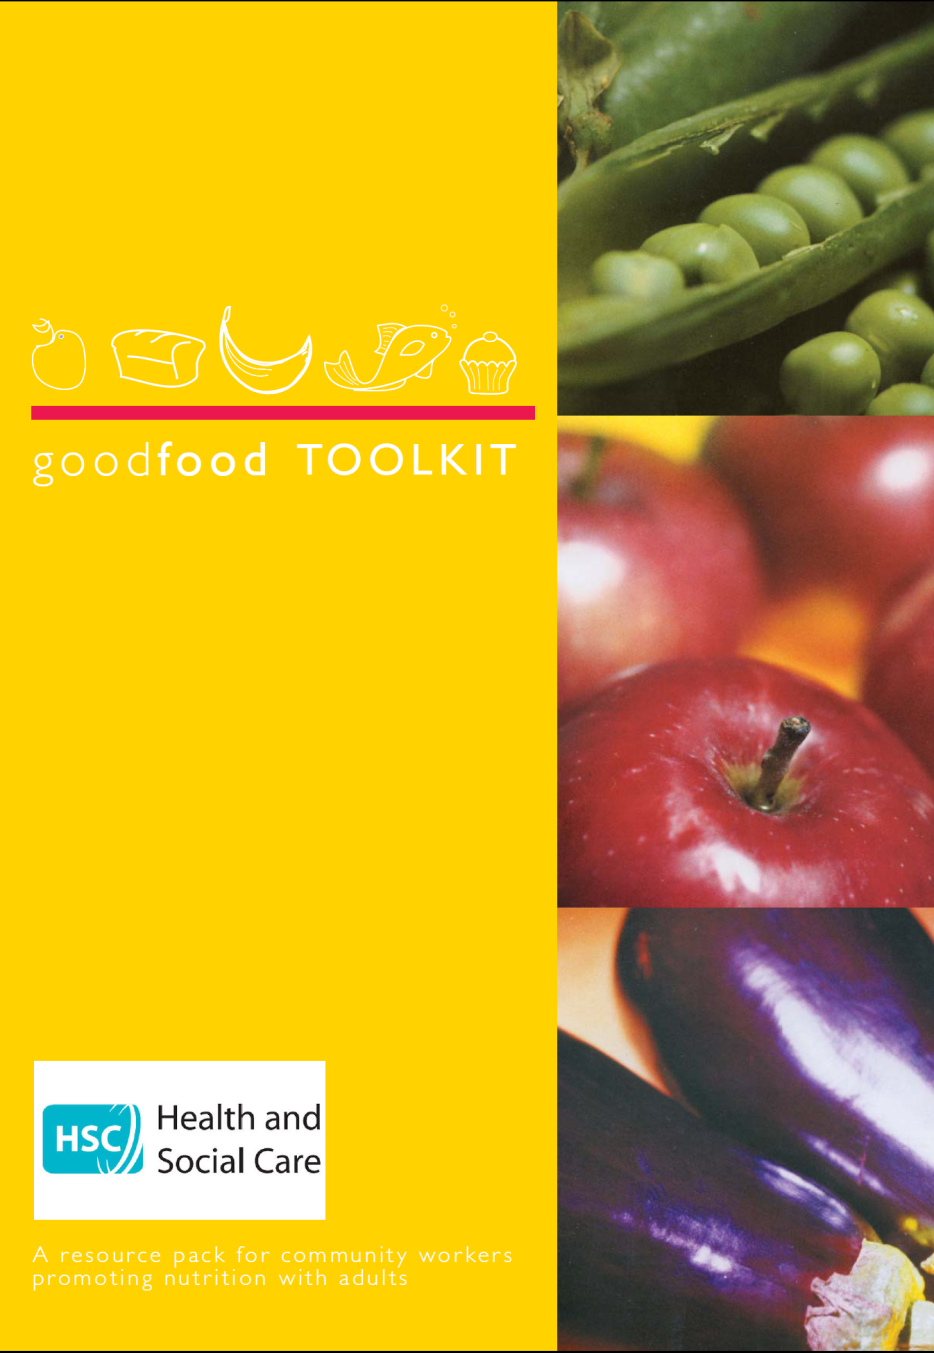 goodfood TOOLKIT
HSC
Health and
Social Care
A resource pack for community workers
promoting nutrition with adults